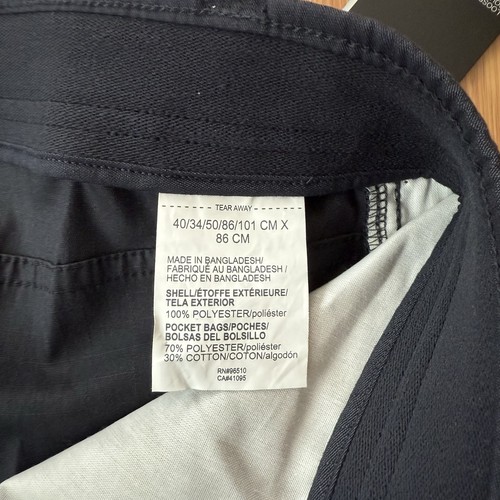 TEAR AWAY
40/34/50/86/101 CM X
86 CM
MADE IN BANGLADESH/
FABRIQUÉ AU BANGLADESH /
HECHO EN BANGLADESH
SHELL/ÉTOFFE EXTÉRIEURE/
TELA EXTERIOR
100% POLYESTER/poliéster
POCKET BAGS/POCHES/
BOLSAS DEL BOLSILLO
70% POLYESTER/poliéster
30% COTTON/COTON/algodón
RN#96510
CA#41095